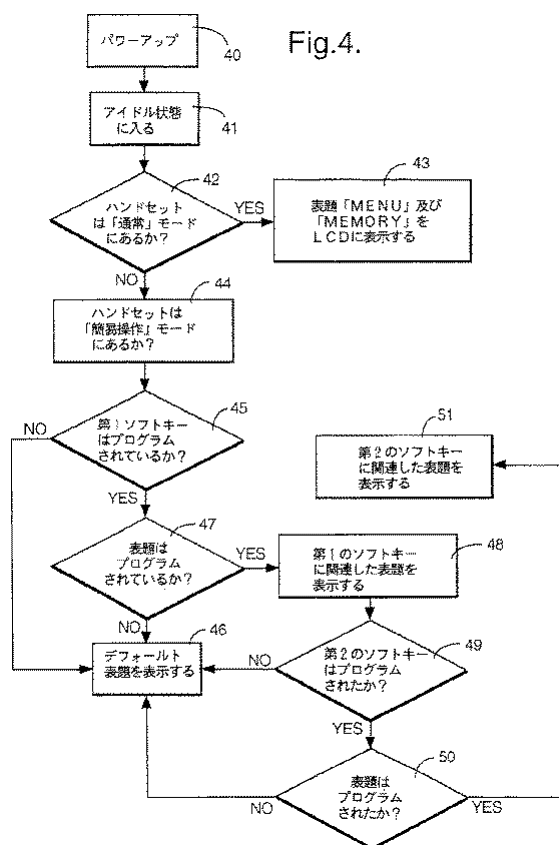 Fig.4.
パワーアップ
40
アイドル状態
に入る
41
42
ハンドセット
は「通常」モード
にあるか?
YES
NO
43
表題「MENU」及び
「MEMORY」を
LCDに表示する
44
ハンドセットは
「簡易操作」モード
にあるか?
45
第1ソフトキー
はプログラム
されているか?
NO
YES
47
表題は
プログラム
されているか?
YES
NO
48
第1のソフトキー
に関連した表題を
表示する
46
デフォールト
表題を表示する
49
第2のソフトキー
はプログラム
されたか?
NO
YES
50
表題は
プログラム
されたか?
NO
YES
51
第2のソフトキー
に関連した表題を
表示する